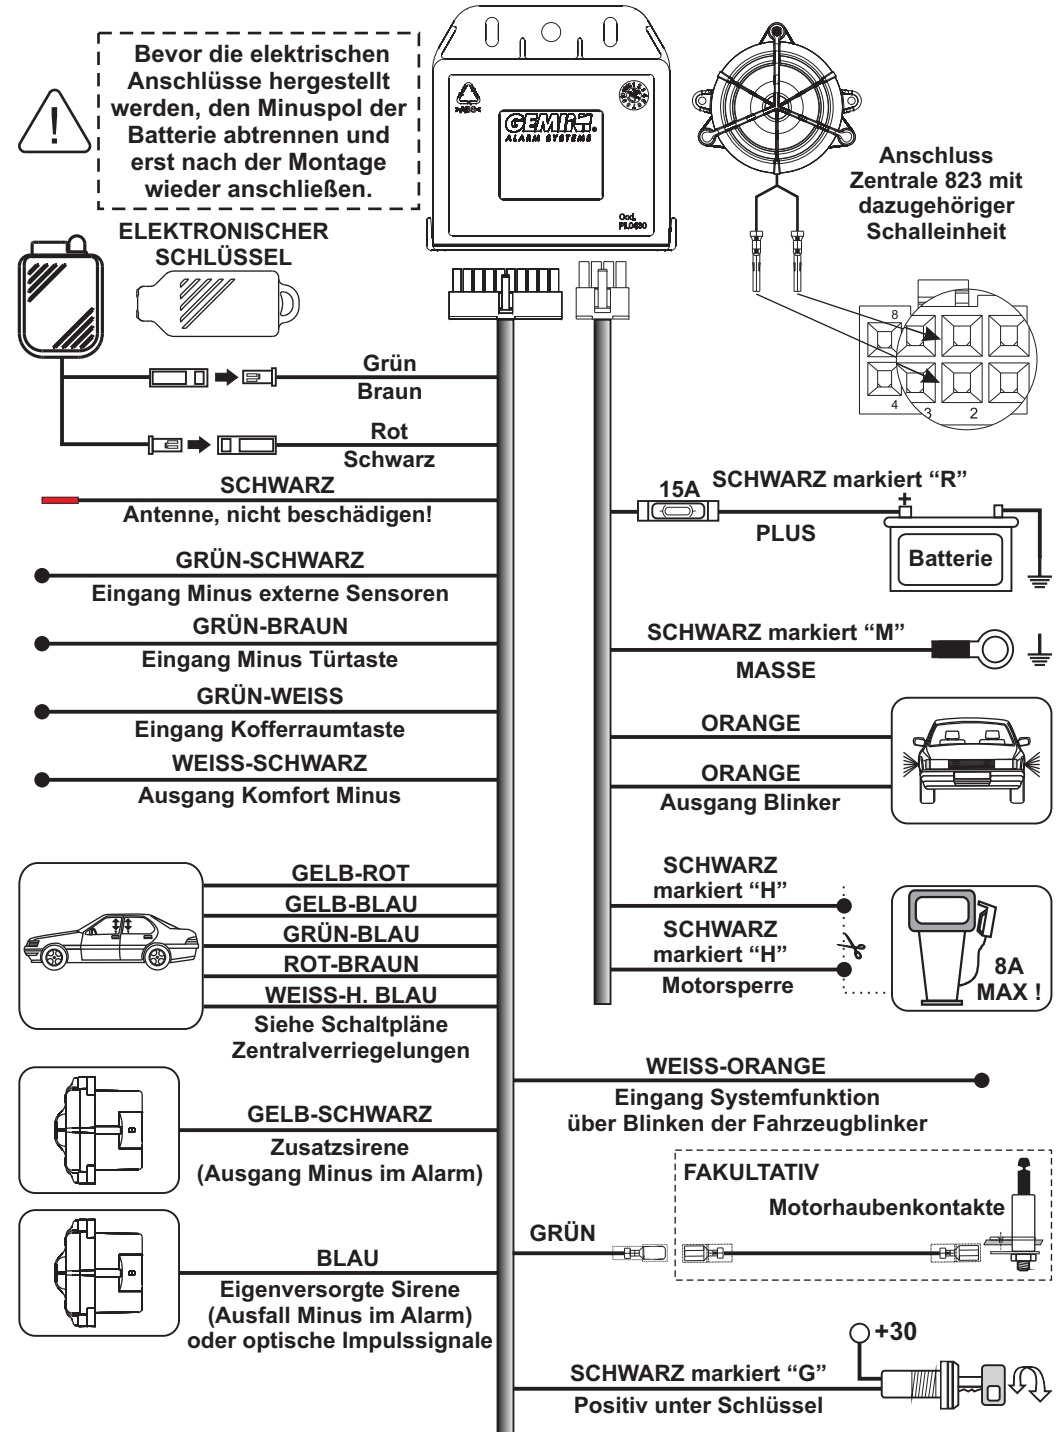 Bevor die elektrischen
Anschlüsse hergestellt
werden, den Minuspol der
Batterie abtrennen und
erst nach der Montage
wieder anschließen.
!
>ABS<
GEMINI.
ALARM SYSTEMS
Cod.
Anschluss
Zentrale 823 mit
dazugehöriger
Schalleinheit
8
4
3
2
ELEKTRONISCHER
SCHLÜSSEL
Grün
Braun
Rot
Schwarz
SCHWARZ
Antenne, nicht beschädigen!
GRÜN-SCHWARZ
Eingang Minus externe Sensoren
GRÜN-BRAUN
Eingang Minus Türtaste
GRÜN-WEISS
Eingang Kofferraumtaste
WEISS-SCHWARZ
Ausgang Komfort Minus
GELB-ROT
GELB-BLAU
GRÜN-BLAU
ROT-BRAUN
WEISS-H. BLAU
Siehe Schaltpläne
Zentralverriegelungen
GELB-SCHWARZ
Zusatzsirene
(Ausgang Minus im Alarm)
BLAU
Eigenversorgte Sirene
(Ausfall Minus im Alarm)
oder optische Impulssignale
15A
SCHWARZ markiert “R”
+
PLUS
Batterie
SCHWARZ markiert “M”
MASSE
ORANGE
ORANGE
Ausgang Blinker
SCHWARZ
markiert “H”
SCHWARZ
markiert “H”
Motorsperre
8A
MAX !
WEISS-ORANGE
Eingang Systemfunktion
über Blinken der Fahrzeugblinker
FAKULTATIV
Motorhaubenkontakte
GRÜN
+30
SCHWARZ markiert “G”
Positiv unter Schlüssel